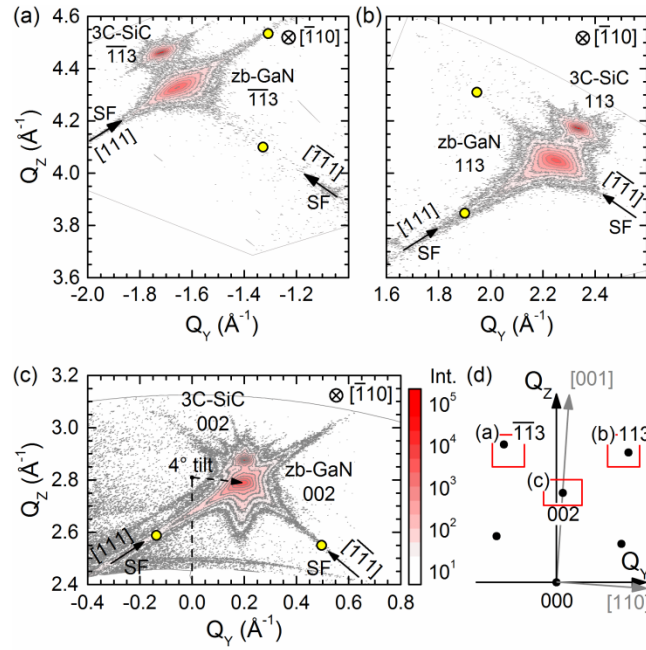 (a)
3C-SiC
1̅1̅3
⊗[1̅10]
zb-GaN
1̅1̅3
SF
[111]
[1̅1̅1]
SF
4.6
4.4
4.2
4.0
3.8
3.6
Q_Z (Å⁻¹)
-2.0 -1.8 -1.6 -1.4 -1.2
Q_Y (Å⁻¹)
(b)
⊗[1̅10]
3C-SiC
113
zb-GaN
113
[111]
SF
[1̅1̅1]
SF
1.6 1.8 2.0 2.2 2.4
Q_Y (Å⁻¹)
(c)
3C-SiC
002
⊗[1̅10]
4° tilt
zb-GaN
002
[111]
SF
[1̅1̅1]
SF
3.2
3.0
2.8
2.6
2.4
Q_Z (Å⁻¹)
-0.4 -0.2 0.0 0.2 0.4 0.6 0.8
Q_Y (Å⁻¹)
Int.
10⁵
10⁴
10³
10²
10¹
(d)
Q_Z
[001]
(a) 1̅1̅3
(b) 113
(c)
002
Q_Y
000
[110]